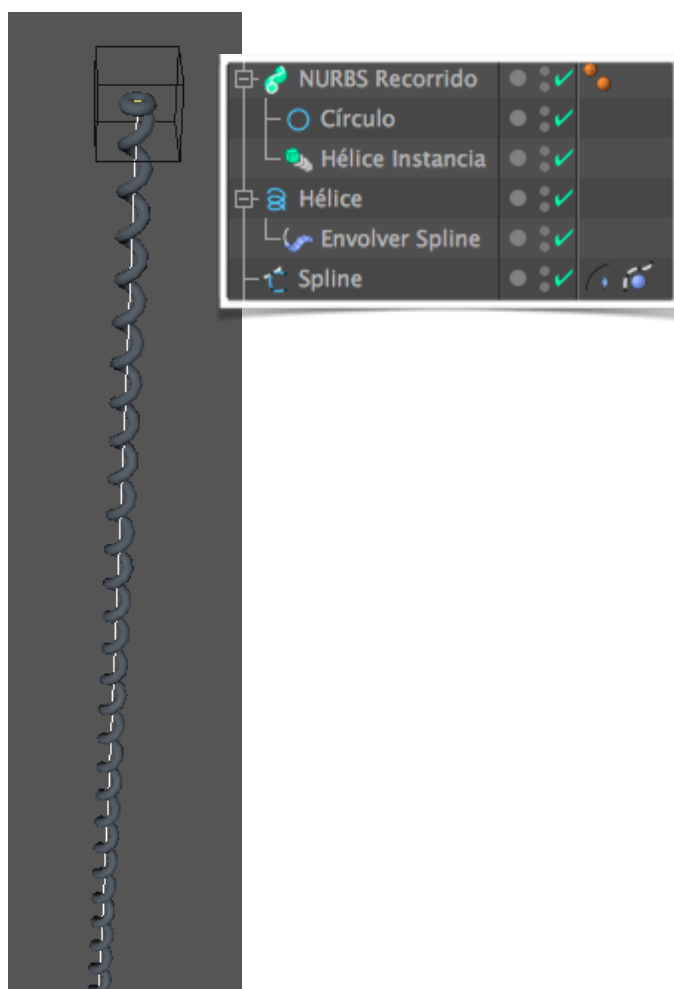 NURBS Recorrido
Círculo
Hélice Instancia
Hélice
Envolver Spline
Spline